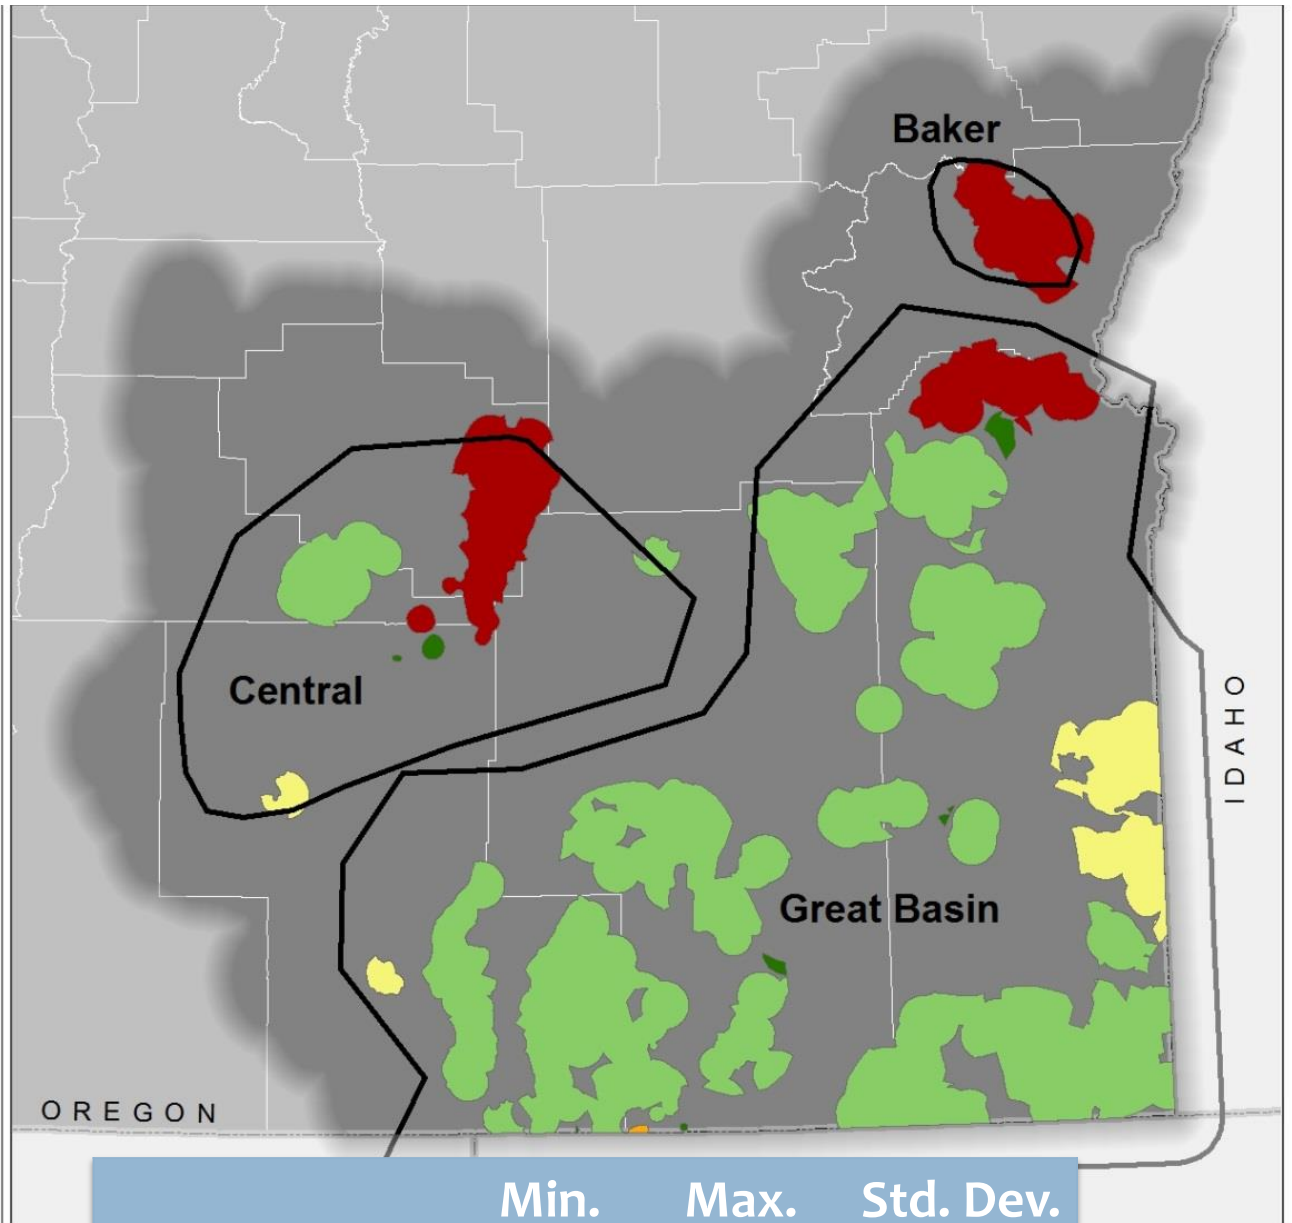 Baker
Central
IDAHO
Great Basin
OREGON
Min. Max. Std. Dev.